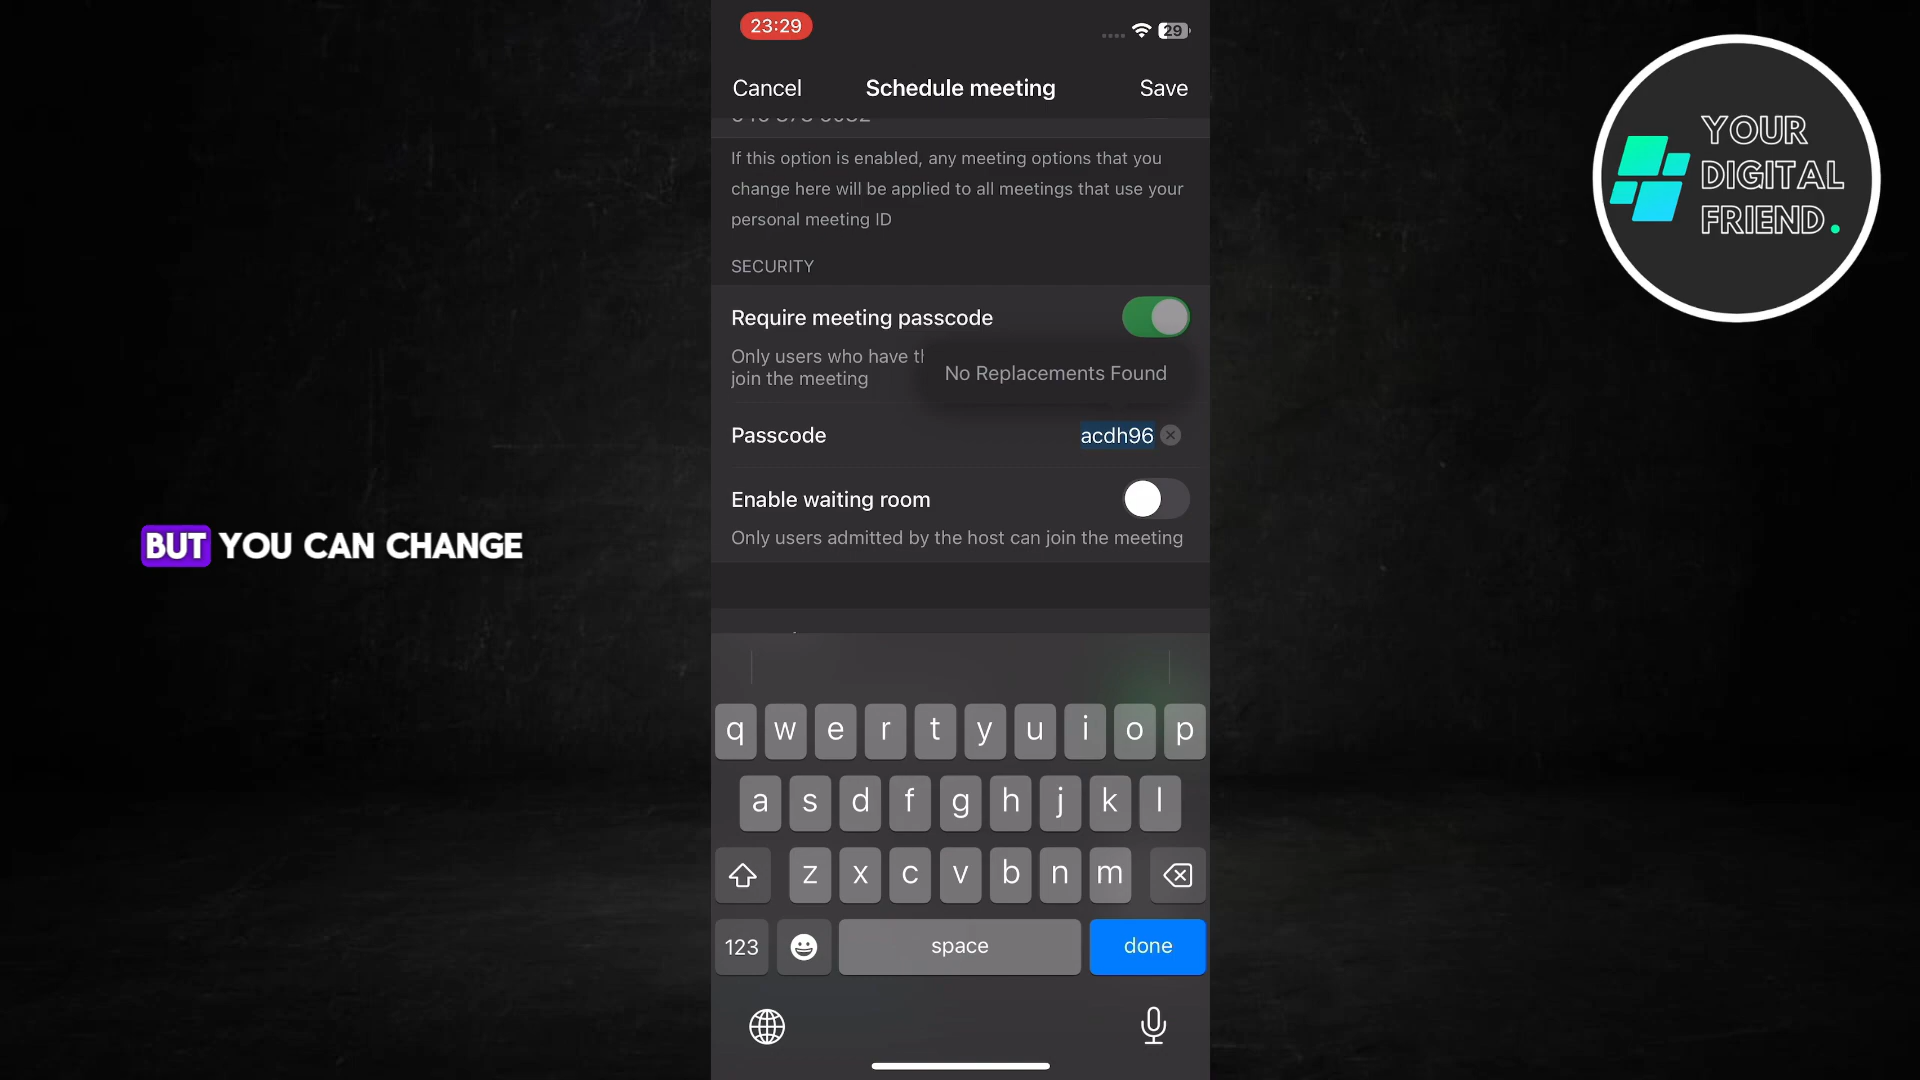 23:29
29
Cancel
Schedule meeting
Save
If this option is enabled, any meeting options that you
change here will be applied to all meetings that use your
personal meeting ID
SECURITY
Require meeting passcode
Only users who have th
join the meeting
No Replacements Found
Passcode
acdh96
Enable waiting room
Only users admitted by the host can join the meeting
q w e r t y u i o p
a s d f g h j k l
z x c v b n m
123
space
done
BUT YOU CAN CHANGE
YOUR
DIGITAL
FRIEND.